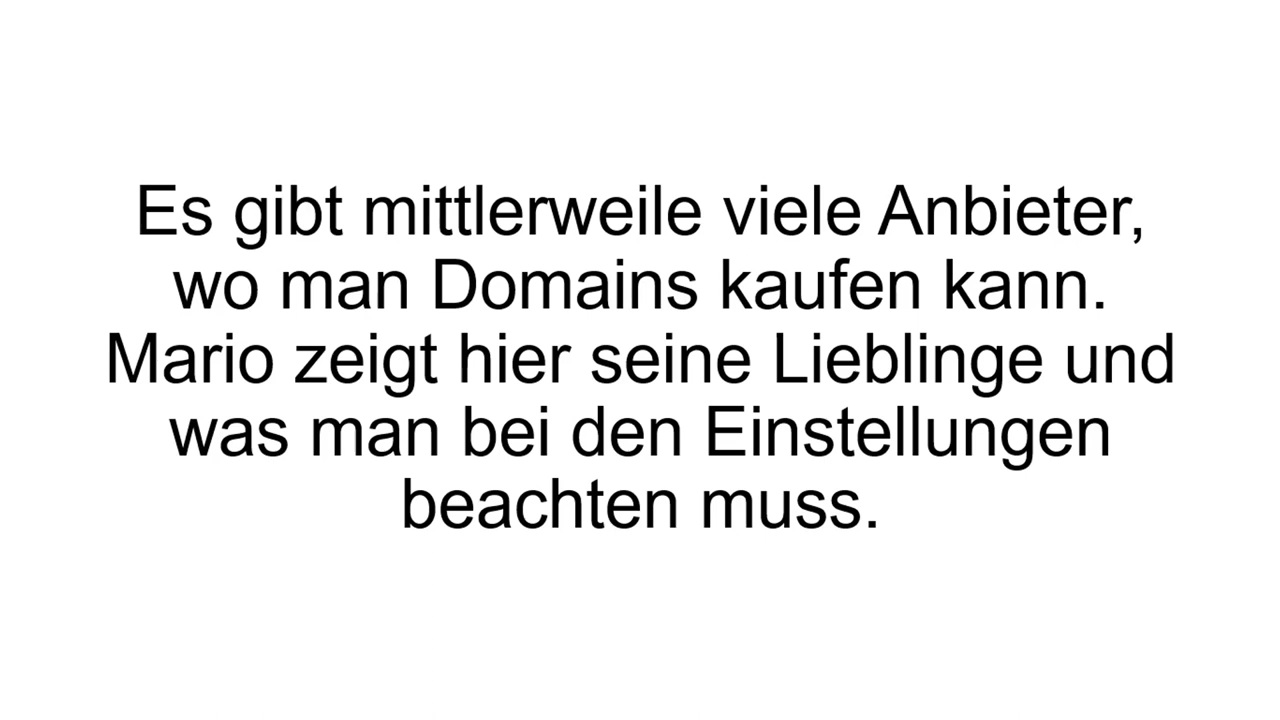 Es gibt mittlerweile viele Anbieter,
wo man Domains kaufen kann.
Mario zeigt hier seine Lieblinge und
was man bei den Einstellungen
beachten muss.